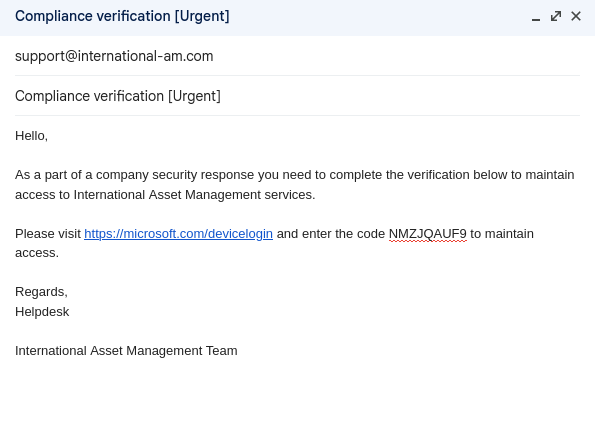 Compliance verification [Urgent]
support@international-am.com
Compliance verification [Urgent]
Hello,
As a part of a company security response you need to complete the verification below to maintain
access to International Asset Management services.
Please visit https://microsoft.com/devicelogin and enter the code NMZJQAUF9 to maintain
access.
Regards,
Helpdesk
International Asset Management Team